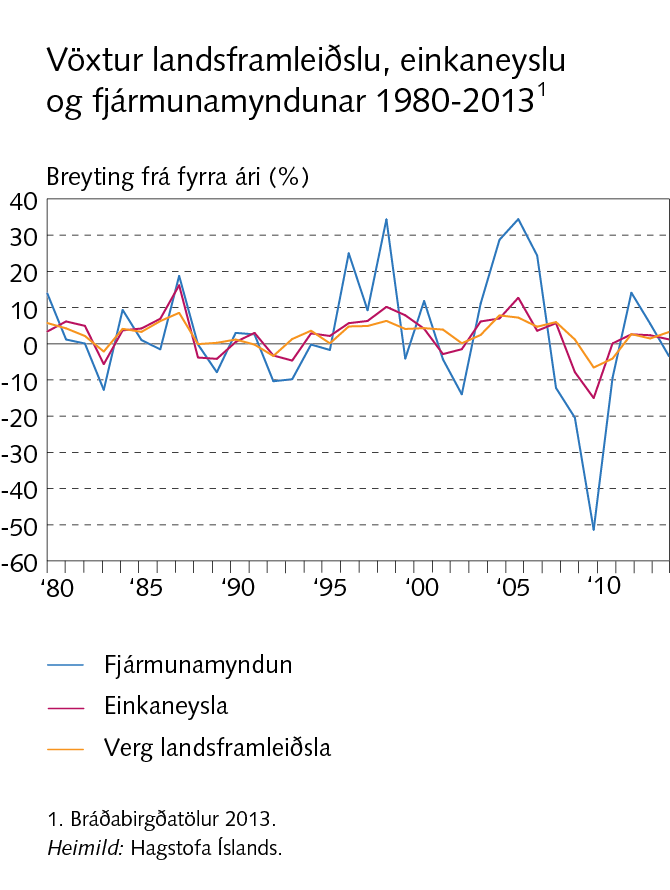 Vöxtur landsframleiðslu, einkaneyslu
og fjármunamyndunar 1980-2013¹
Breyting frá fyrra ári (%)
40
30
20
10
0
-10
-20
-30
-40
-50
-60
‘80 ‘85 ‘90 ‘95 ‘00 ‘05 ‘10
Fjármunamyndun
Einkaneysla
Verg landsframleiðsla
1. Bráðabirgðatölur 2013.
Heimild: Hagstofa Íslands.